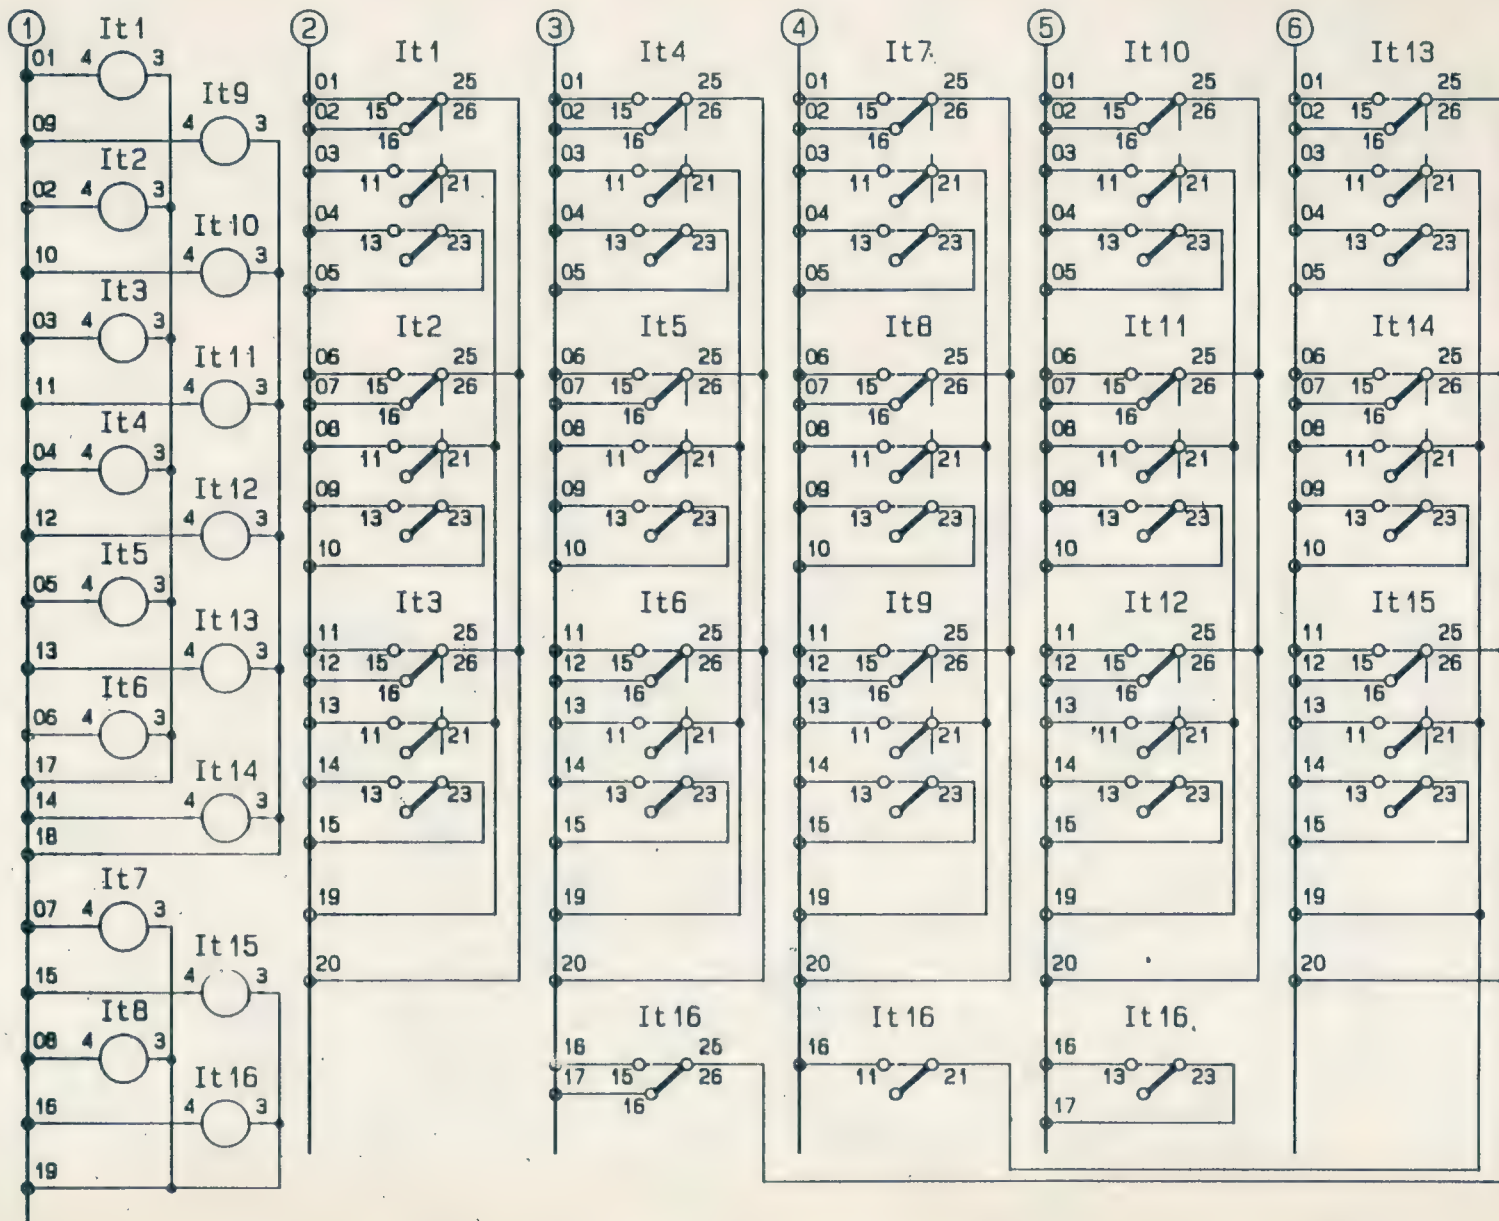 1 2 3 4 5 6
It1
01 4 3
It9
09 4 3
It2
02 4 3
It10
10 4 3
It3
03 4 3
It11
11 4 3
It4
04 4 3
It12
12 4 3
It5
05 4 3
It13
13 4 3
It6
06 4 3
17
It14
14 4 3
18
It7
07 4 3
It15
15 4 3
It8
08 4 3
It16
16 4 3
19
It1
01 25
02 15 26
16
03
11 21
04
13 23
05
It2
06 25
07 15 26
16
08
11 21
09
13 23
10
It3
11 25
12 15 26
16
13
11 21
14
13 23
15
19
20
It4
01 25
02 15 26
16
03
11 21
04
13 23
05
It5
06 25
07 15 26
16
08
11 21
09
13 23
10
It6
11 25
12 15 26
16
13
11 21
14
13 23
15
19
20
It16
16 25
17 15 26
16
It7
01 25
02 15 26
16
03
11 21
04
13 23
05
It8
06 25
07 15 26
16
08
11 21
09
13 23
10
It9
11 25
12 15 26
16
13
11 21
14
13 23
15
19
20
It16
16
11 21
It10
01 25
02 15 26
16
03
11 21
04
13 23
05
It11
06 25
07 15 26
16
08
11 21
09
13 23
10
It12
11 25
12 15 26
16
13
11 21
14
13 23
15
19
20
It16
16
13 23
17
It13
01 25
02 15 26
16
03
11 21
04
13 23
05
It14
06 25
07 15 26
16
08
11 21
09
13 23
10
It15
11 25
12 15 26
16
13
11 21
14
13 23
15
19
20